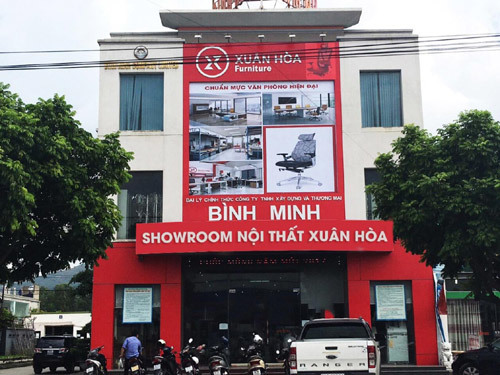 XUÂN HÒA
Furniture
CHUẨN MỰC VĂN PHÒNG HIỆN ĐẠI
ĐẠI LÝ CHÍNH THỨC CÔNG TY TNHH XÂY DỰNG VÀ THƯƠNG MẠI
BÌNH MINH
SHOWROOM NỘI THẤT XUÂN HÒA
RANGER